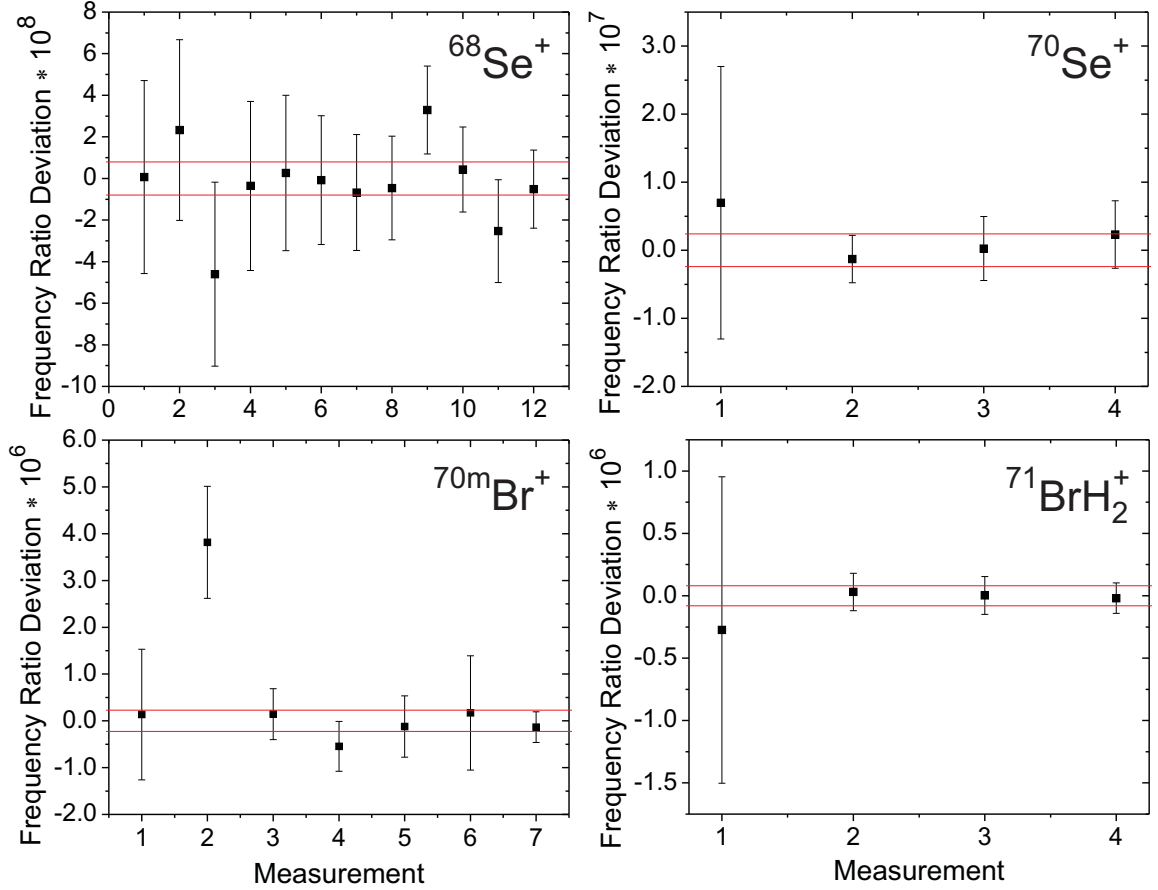 Frequency Ratio Deviation * 10⁸
8
6
4
2
0
-2
-4
-6
-8
-10
0 2 4 6 8 10 12
⁶⁸Se⁺
Frequency Ratio Deviation * 10⁷
3.0
2.0
1.0
0.0
-1.0
-2.0
1 2 3 4
⁷⁰Se⁺
Frequency Ratio Deviation * 10⁶
6.0
5.0
4.0
3.0
2.0
1.0
0.0
-1.0
-2.0
1 2 3 4 5 6 7
Measurement
⁷⁰ᵐBr⁺
Frequency Ratio Deviation * 10⁶
1.0
0.5
0.0
-0.5
-1.0
-1.5
1 2 3 4
Measurement
⁷¹BrH₂⁺